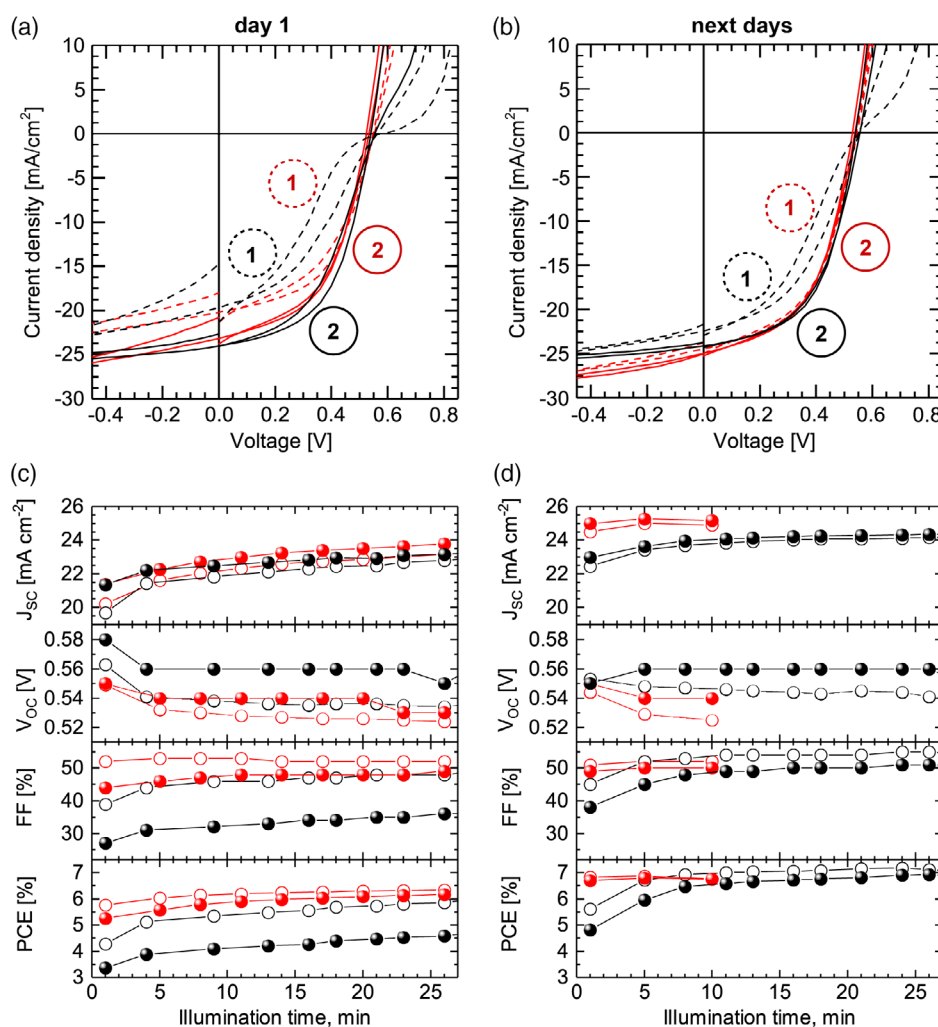 (a) day 1
10
5
0
-5
-10
-15
-20
-25
-30
Current density [mA/cm²]
-0.4 -0.2 0.0 0.2 0.4 0.6 0.8
Voltage [V]
1
1
2
2
(b) next days
10
5
0
-5
-10
-15
-20
-25
-30
Current density [mA/cm²]
-0.4 -0.2 0.0 0.2 0.4 0.6 0.8
Voltage [V]
1
1
2
2
(c)
26
24
22
20
J_SC [mA cm⁻²]
0.58
0.56
0.54
0.52
V_OC [V]
50
40
30
FF [%]
7
6
5
4
3
PCE [%]
0 5 10 15 20 25
Illumination time, min
(d)
26
24
22
20
J_SC [mA cm⁻²]
0.58
0.56
0.54
0.52
V_OC [V]
50
40
30
FF [%]
7
6
5
4
3
PCE [%]
0 5 10 15 20 25
Illumination time, min